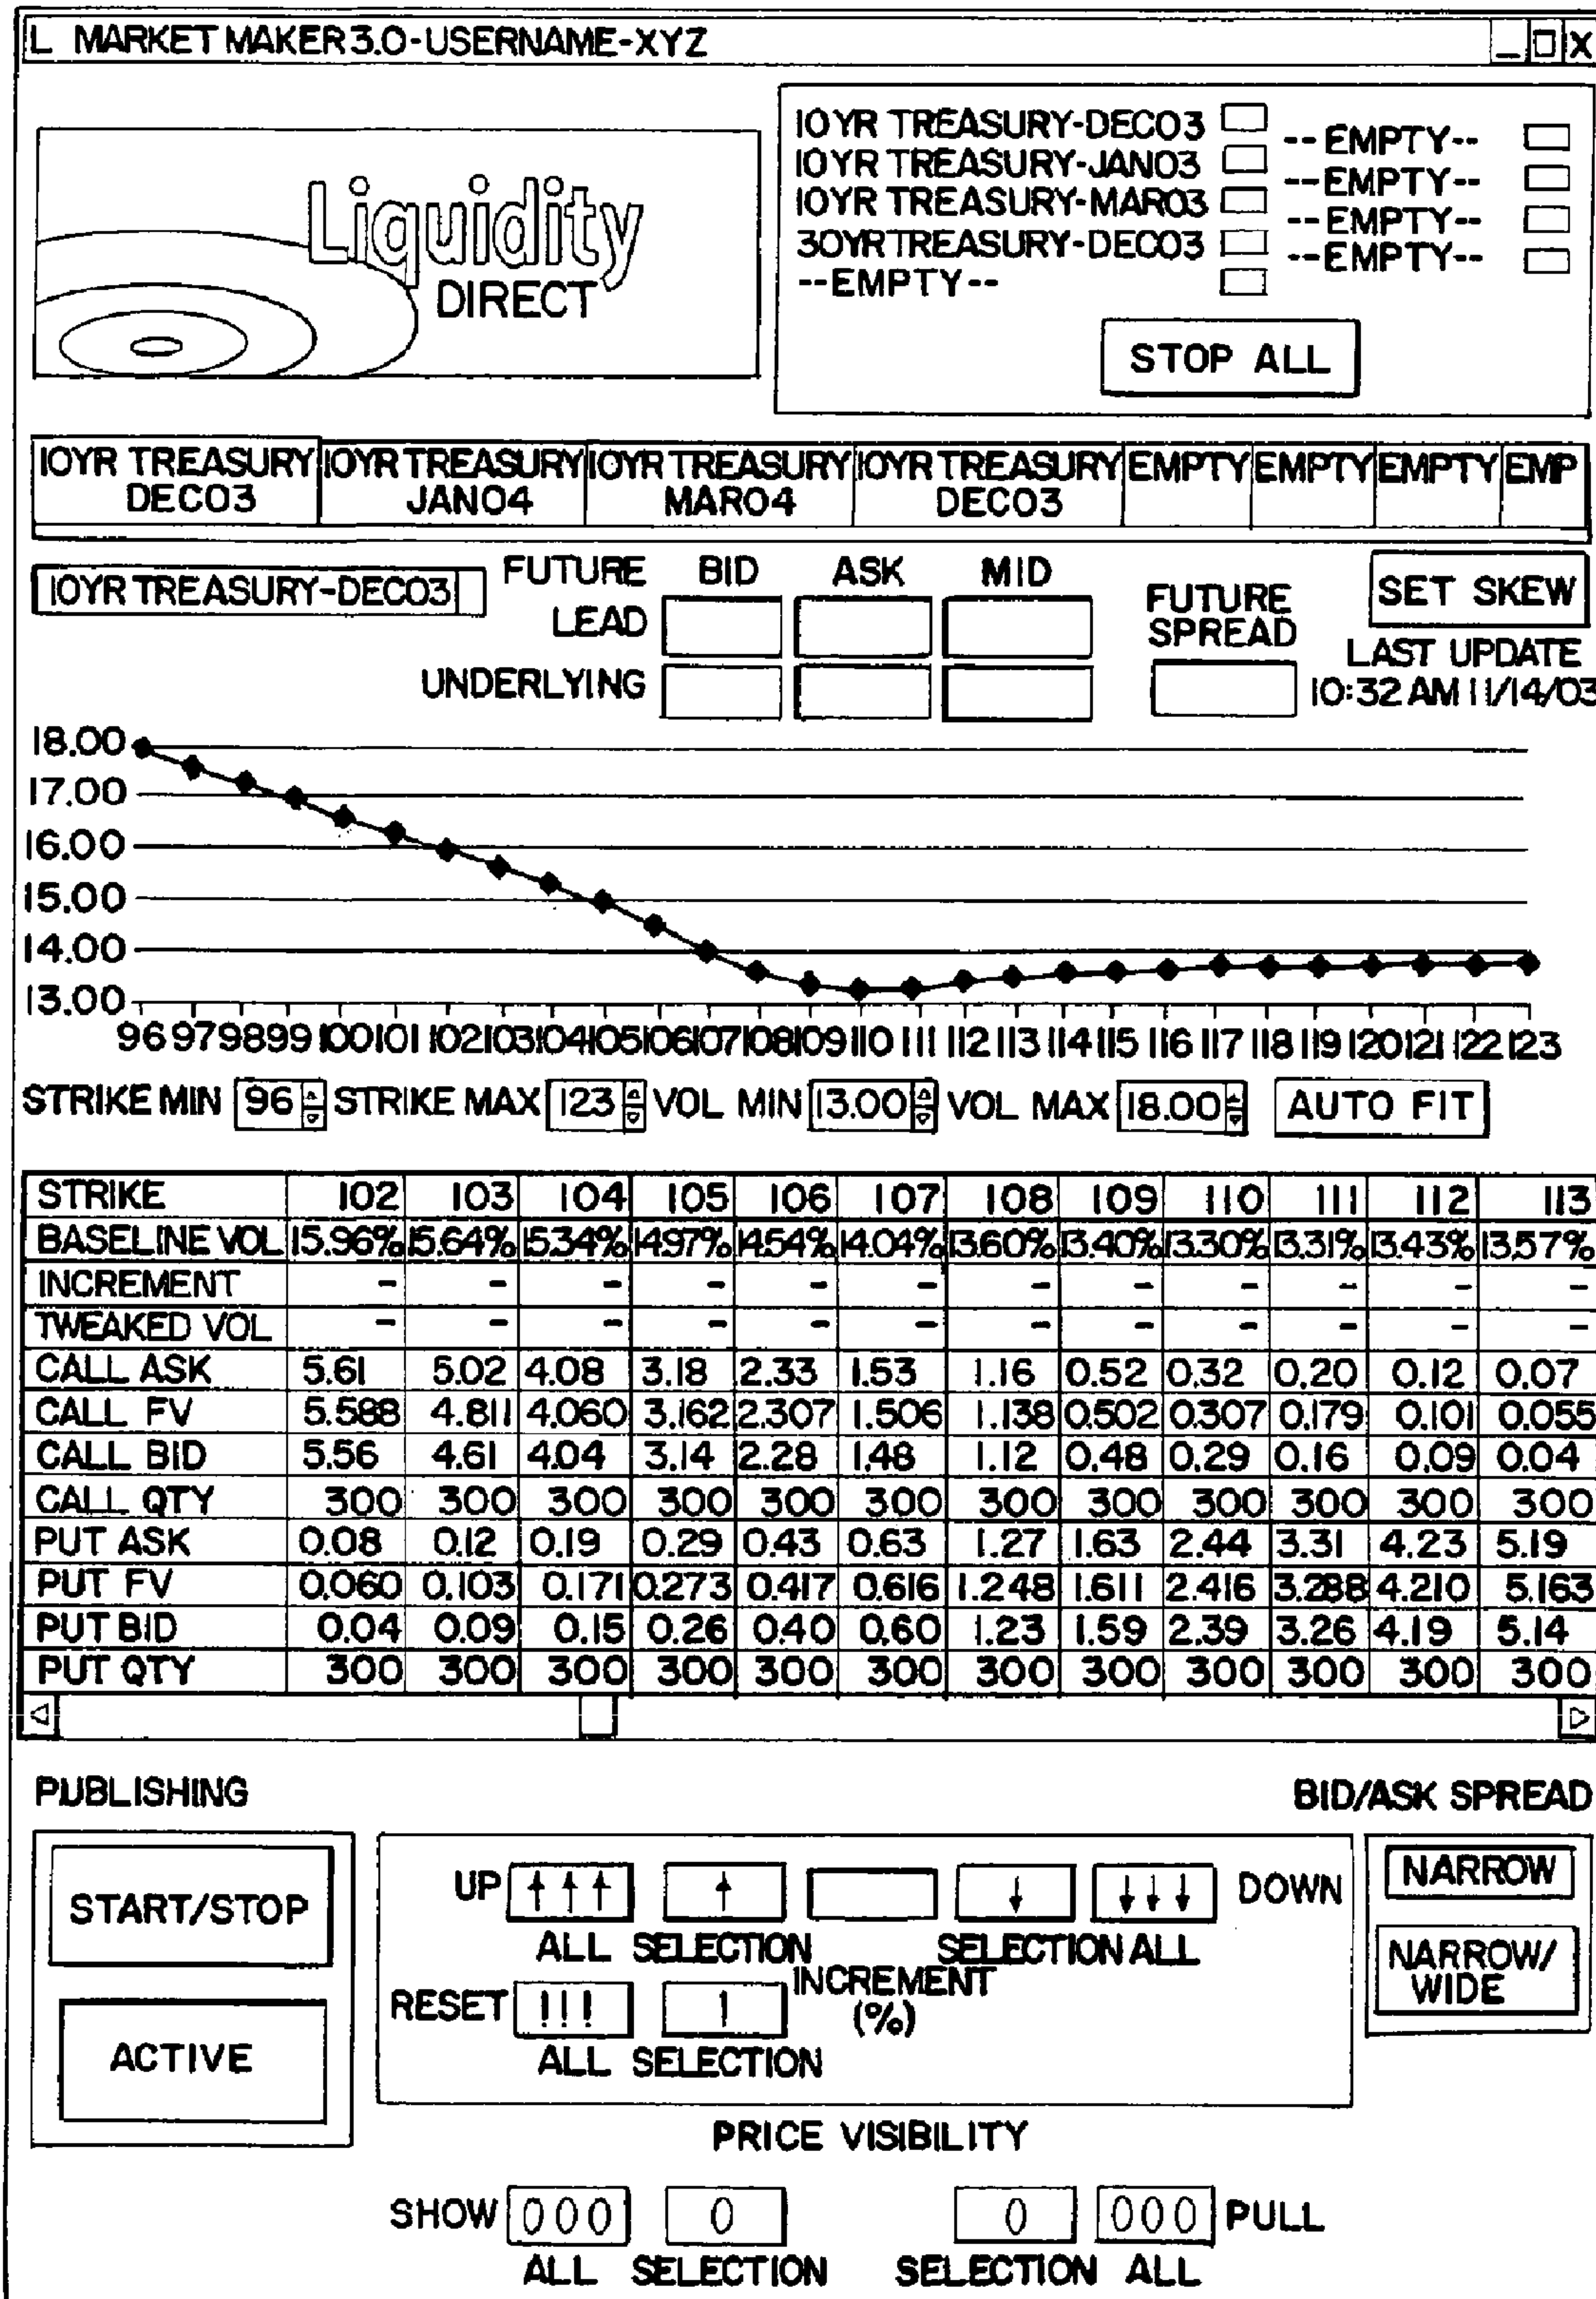 L MARKET MAKER 3.0-USERNAME-XYZ _ □ X
Liquidity
DIRECT
10YR TREASURY-DEC03 --EMPTY--
10YR TREASURY-JAN03 --EMPTY--
10YR TREASURY-MAR03 --EMPTY--
30YR TREASURY-DEC03 --EMPTY--
--EMPTY--
STOP ALL
10YR TREASURY 10YR TREASURY 10YR TREASURY 10YR TREASURY EMPTY EMPTY EMPTY EMP
DEC03 JAN04 MAR04 DEC03
10YR TREASURY-DEC03 FUTURE BID ASK MID SET SKEW
LEAD FUTURE
SPREAD
UNDERLYING LAST UPDATE
10:32 AM 11/14/03
18.00
17.00
16.00
15.00
14.00
13.00
96 97 98 99 100 101 102 103 104 105 106 107 108 109 110 111 112 113 114 115 116 117 118 119 120 121 122 123
STRIKE MIN 96 STRIKE MAX 123 VOL MIN 13.00 VOL MAX 18.00 AUTO FIT
STRIKE 102 103 104 105 106 107 108 109 110 111 112 113
BASELINE VOL 15.96% 15.64% 15.34% 14.97% 14.54% 14.04% 13.60% 13.40% 13.30% 13.31% 13.43% 13.57%
INCREMENT - - - - - - - - - - - -
TWEAKED VOL - - - - - - - - - - - -
CALL ASK 5.61 5.02 4.08 3.18 2.33 1.53 1.16 0.52 0.32 0.20 0.12 0.07
CALL FV 5.588 4.811 4.060 3.162 2.307 1.506 1.138 0.502 0.307 0.179 0.101 0.055
CALL BID 5.56 4.61 4.04 3.14 2.28 1.48 1.12 0.48 0.29 0.16 0.09 0.04
CALL QTY 300 300 300 300 300 300 300 300 300 300 300 300
PUT ASK 0.08 0.12 0.19 0.29 0.43 0.63 1.27 1.63 2.44 3.31 4.23 5.19
PUT FV 0.060 0.103 0.171 0.273 0.417 0.616 1.248 1.611 2.416 3.288 4.210 5.163
PUT BID 0.04 0.09 0.15 0.26 0.40 0.60 1.23 1.59 2.39 3.26 4.19 5.14
PUT QTY 300 300 300 300 300 300 300 300 300 300 300 300
PUBLISHING BID/ASK SPREAD
START/STOP
ACTIVE
UP ↑↑↑ ↑ ↓ ↓↓↓ DOWN
ALL SELECTION SELECTION ALL
INCREMENT
(%)
RESET !!! !
ALL SELECTION
NARROW
NARROW/
WIDE
PRICE VISIBILITY
SHOW 000 0 0 000 PULL
ALL SELECTION SELECTION ALL